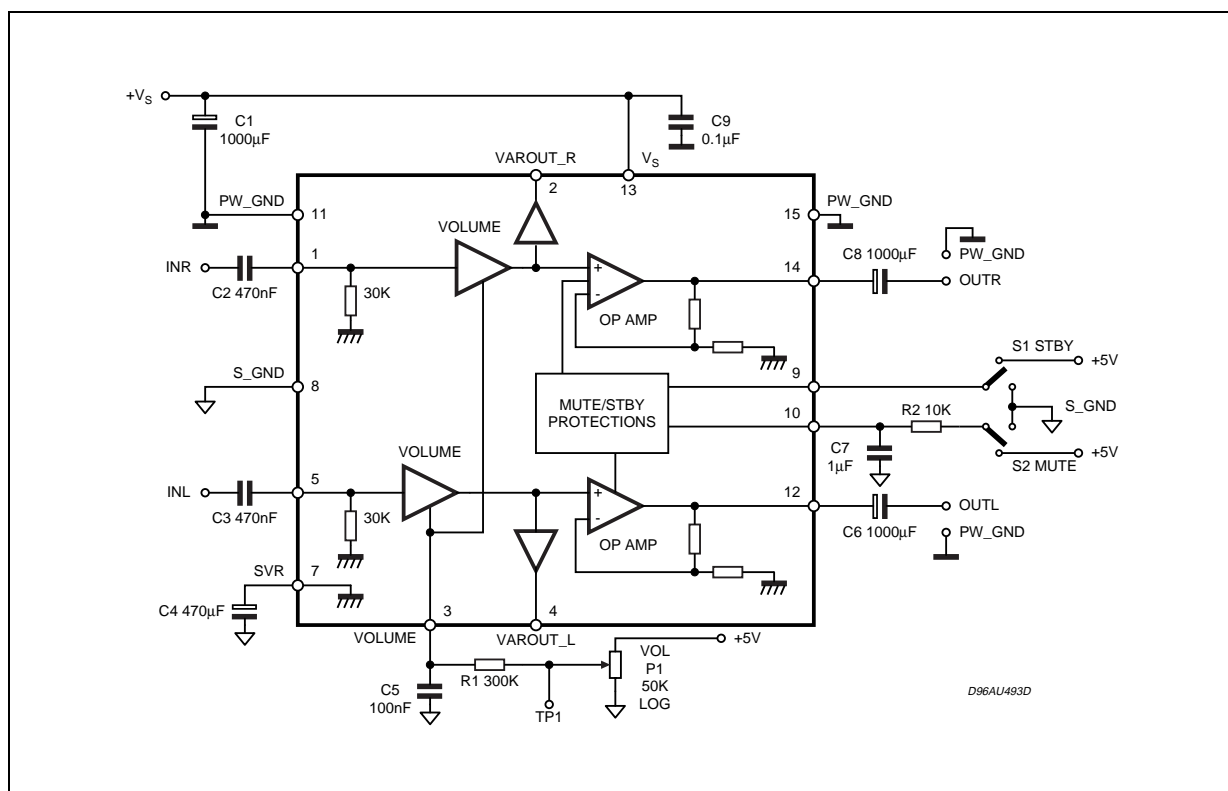 +VS
C1
1000µF
C9
0.1µF
VAROUT_R
VS
2
13
PW_GND
11
PW_GND
15
VOLUME
C8 1000µF
PW_GND
INR
1
14
OUTR
C2 470nF
30K
+
-
OP AMP
S1 STBY
+5V
S_GND
8
9
MUTE/STBY
PROTECTIONS
S_GND
10
R2 10K
VOLUME
C7
1µF
S2 MUTE
+5V
INL
5
12
OUTL
C3 470nF
30K
+
-
OP AMP
C6 1000µF
PW_GND
SVR
7
C4 470µF
3
4
VOLUME
VAROUT_L
+5V
VOL
P1
50K
LOG
R1 300K
C5
100nF
TP1
D96AU493D